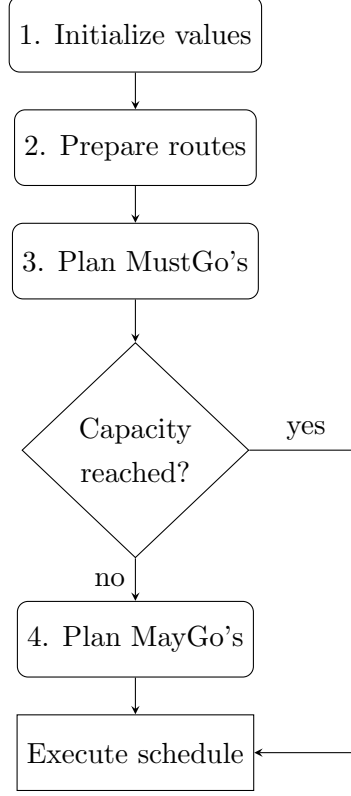 1. Initialize values
2. Prepare routes
3. Plan MustGo's
Capacity
reached?
yes
no
4. Plan MayGo's
Execute schedule